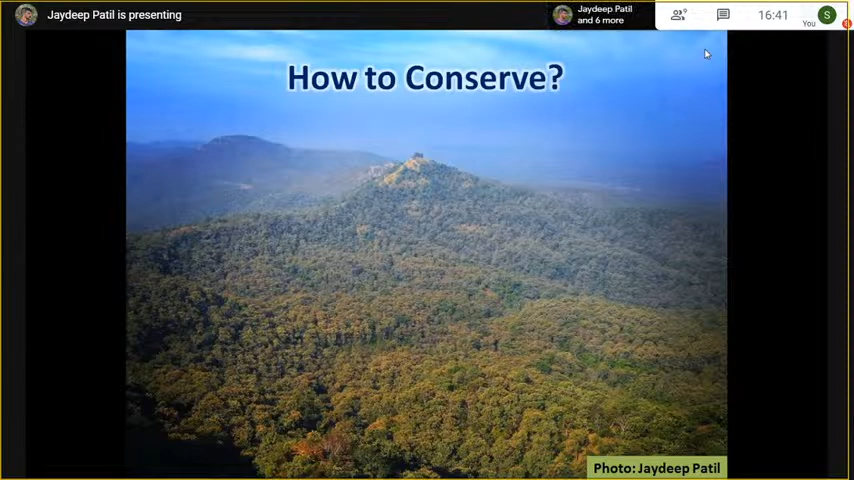 Jaydeep Patil is presenting
Jaydeep Patil
and 6 more
16:41
You
S
How to Conserve?
Photo: Jaydeep Patil